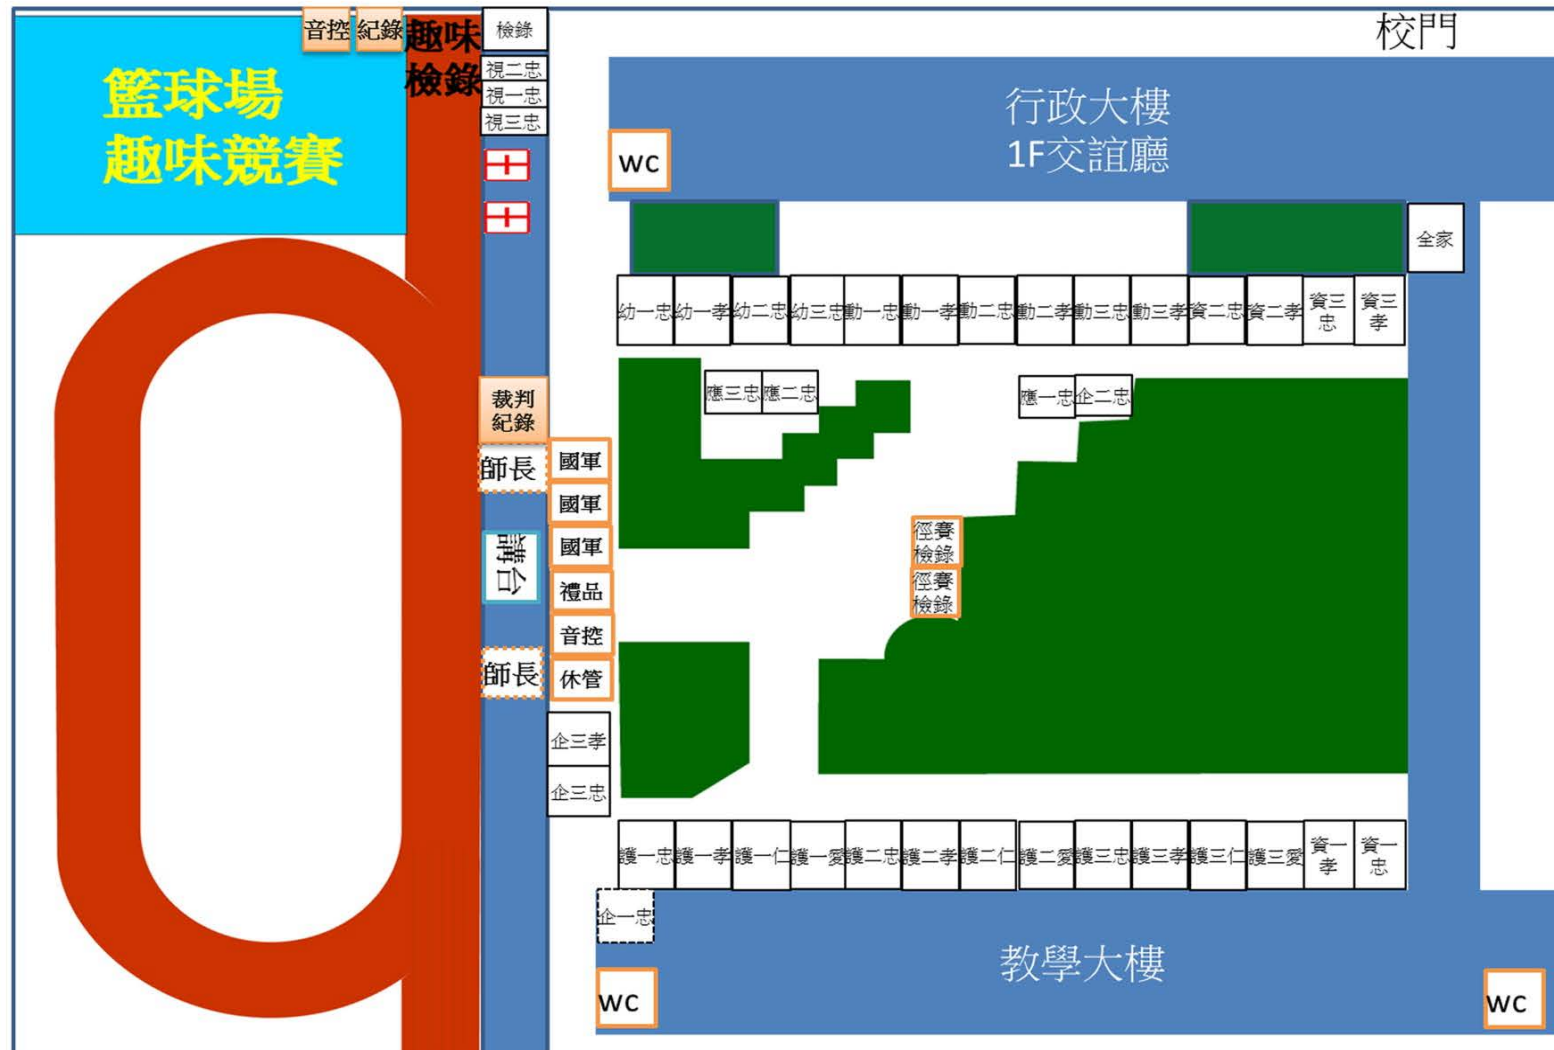 音控
紀錄
趣味
檢錄
檢錄
校門
籃球場
趣味競賽
視二忠
視一忠
視三忠
行政大樓
1F交誼廳
WC
全家
幼一忠
幼一孝
幼二忠
幼三忠
動一忠
動一孝
動二忠
動二孝
動三忠
動三孝
資二忠
資二孝
資三
忠
資三
孝
應三忠
應二忠
應一忠
企二忠
裁判
紀錄
師長
國軍
國軍
講台
國軍
徑賽
檢錄
徑賽
檢錄
禮品
音控
師長
休管
企三孝
企三忠
護一忠
護一孝
護一仁
護一愛
護二忠
護二孝
護二仁
護二愛
護三忠
護三孝
護三仁
護三愛
資一
孝
資一
忠
企一忠
教學大樓
WC
WC